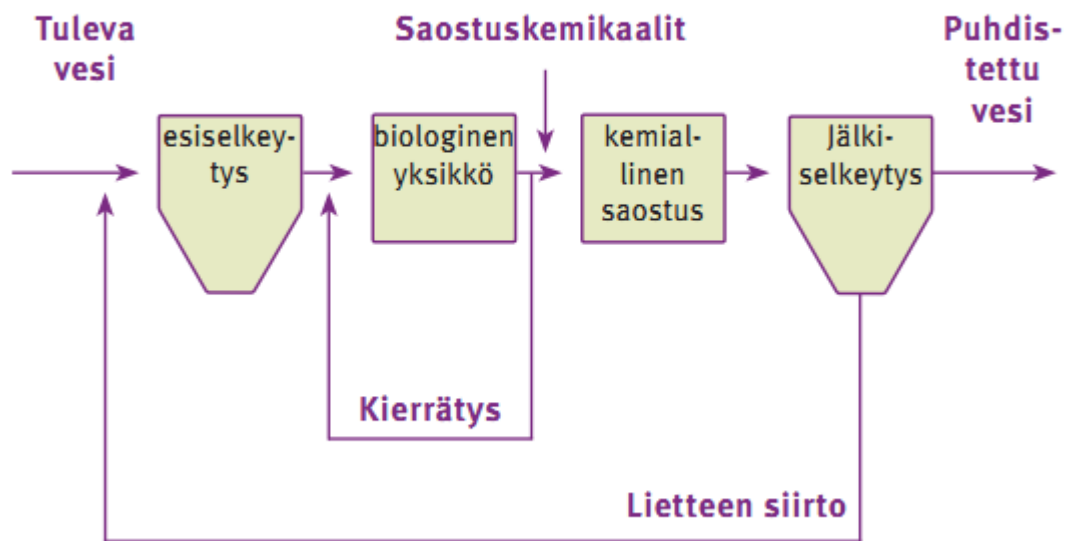 Tuleva
vesi
Saostuskemikaalit
Puhdis-
tettu
vesi
esiselkey-
tys
biologinen
yksikkö
kemial-
linen
saostus
Jälki-
selkeytys
Kierrätys
Lietteen siirto